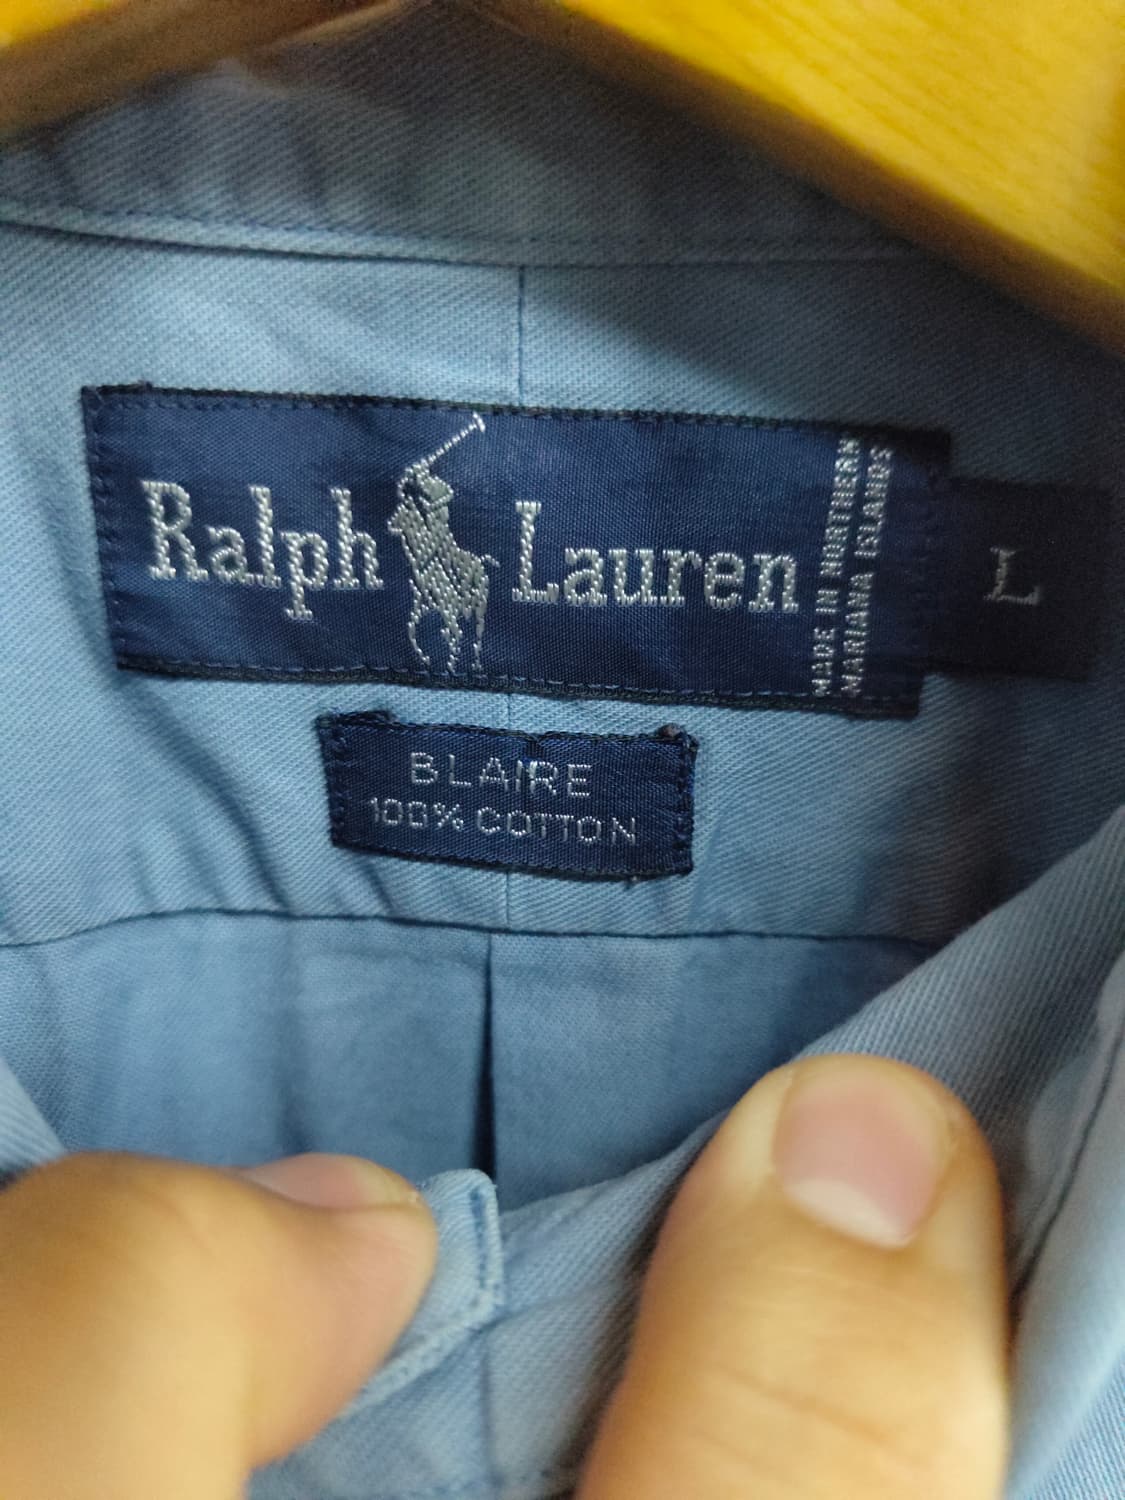 Ralph Lauren
MADE IN NORTHERN
MARIANA ISLANDS
L
BLAIRE
100% COTTON